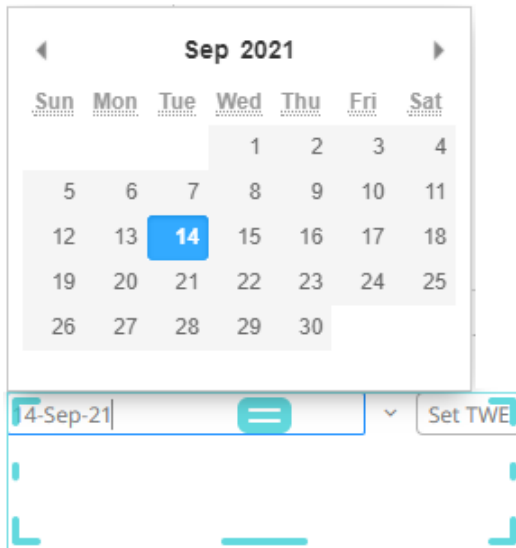 Sep 2021
Sun Mon Tue Wed Thu Fri Sat
1 2 3 4
5 6 7 8 9 10 11
12 13 14 15 16 17 18
19 20 21 22 23 24 25
26 27 28 29 30
14-Sep-21 Set TWE